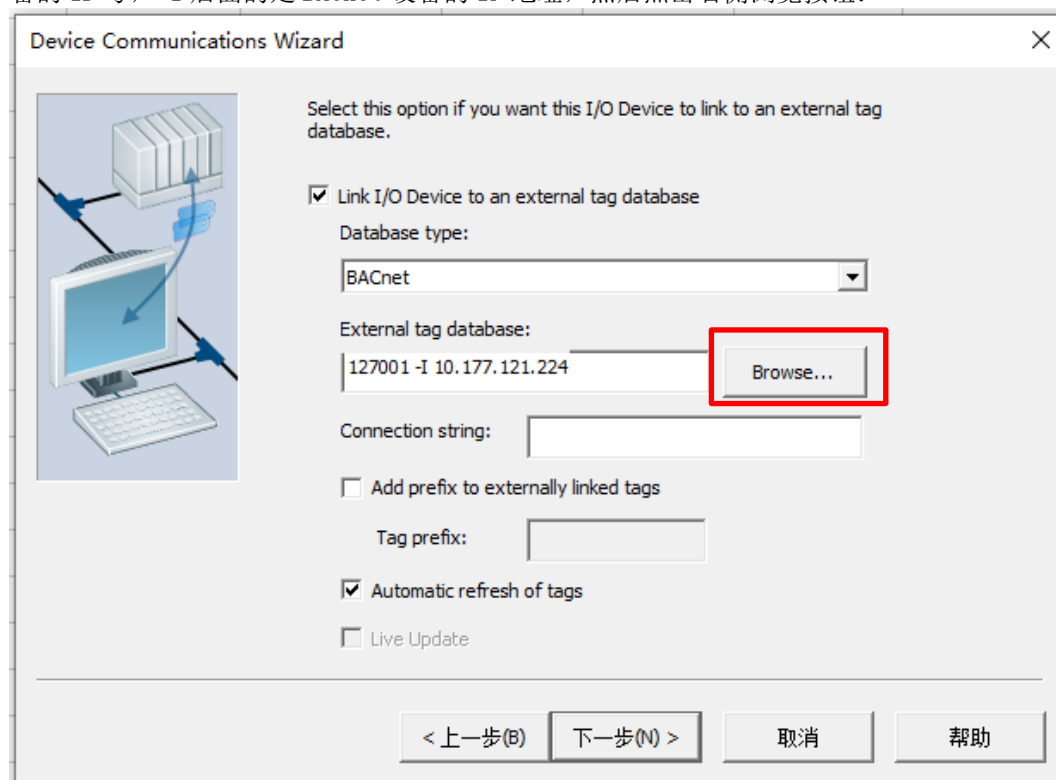 Device Communications Wizard
Select this option if you want this I/O Device to link to an external tag
database.
Link I/O Device to an external tag database
Database type:
BACnet
External tag database:
127001 -I 10.177.121.224
Browse...
Connection string:
Add prefix to externally linked tags
Tag prefix:
Automatic refresh of tags
Live Update
< 上一步(B)
下一步(N) >
取消
帮助